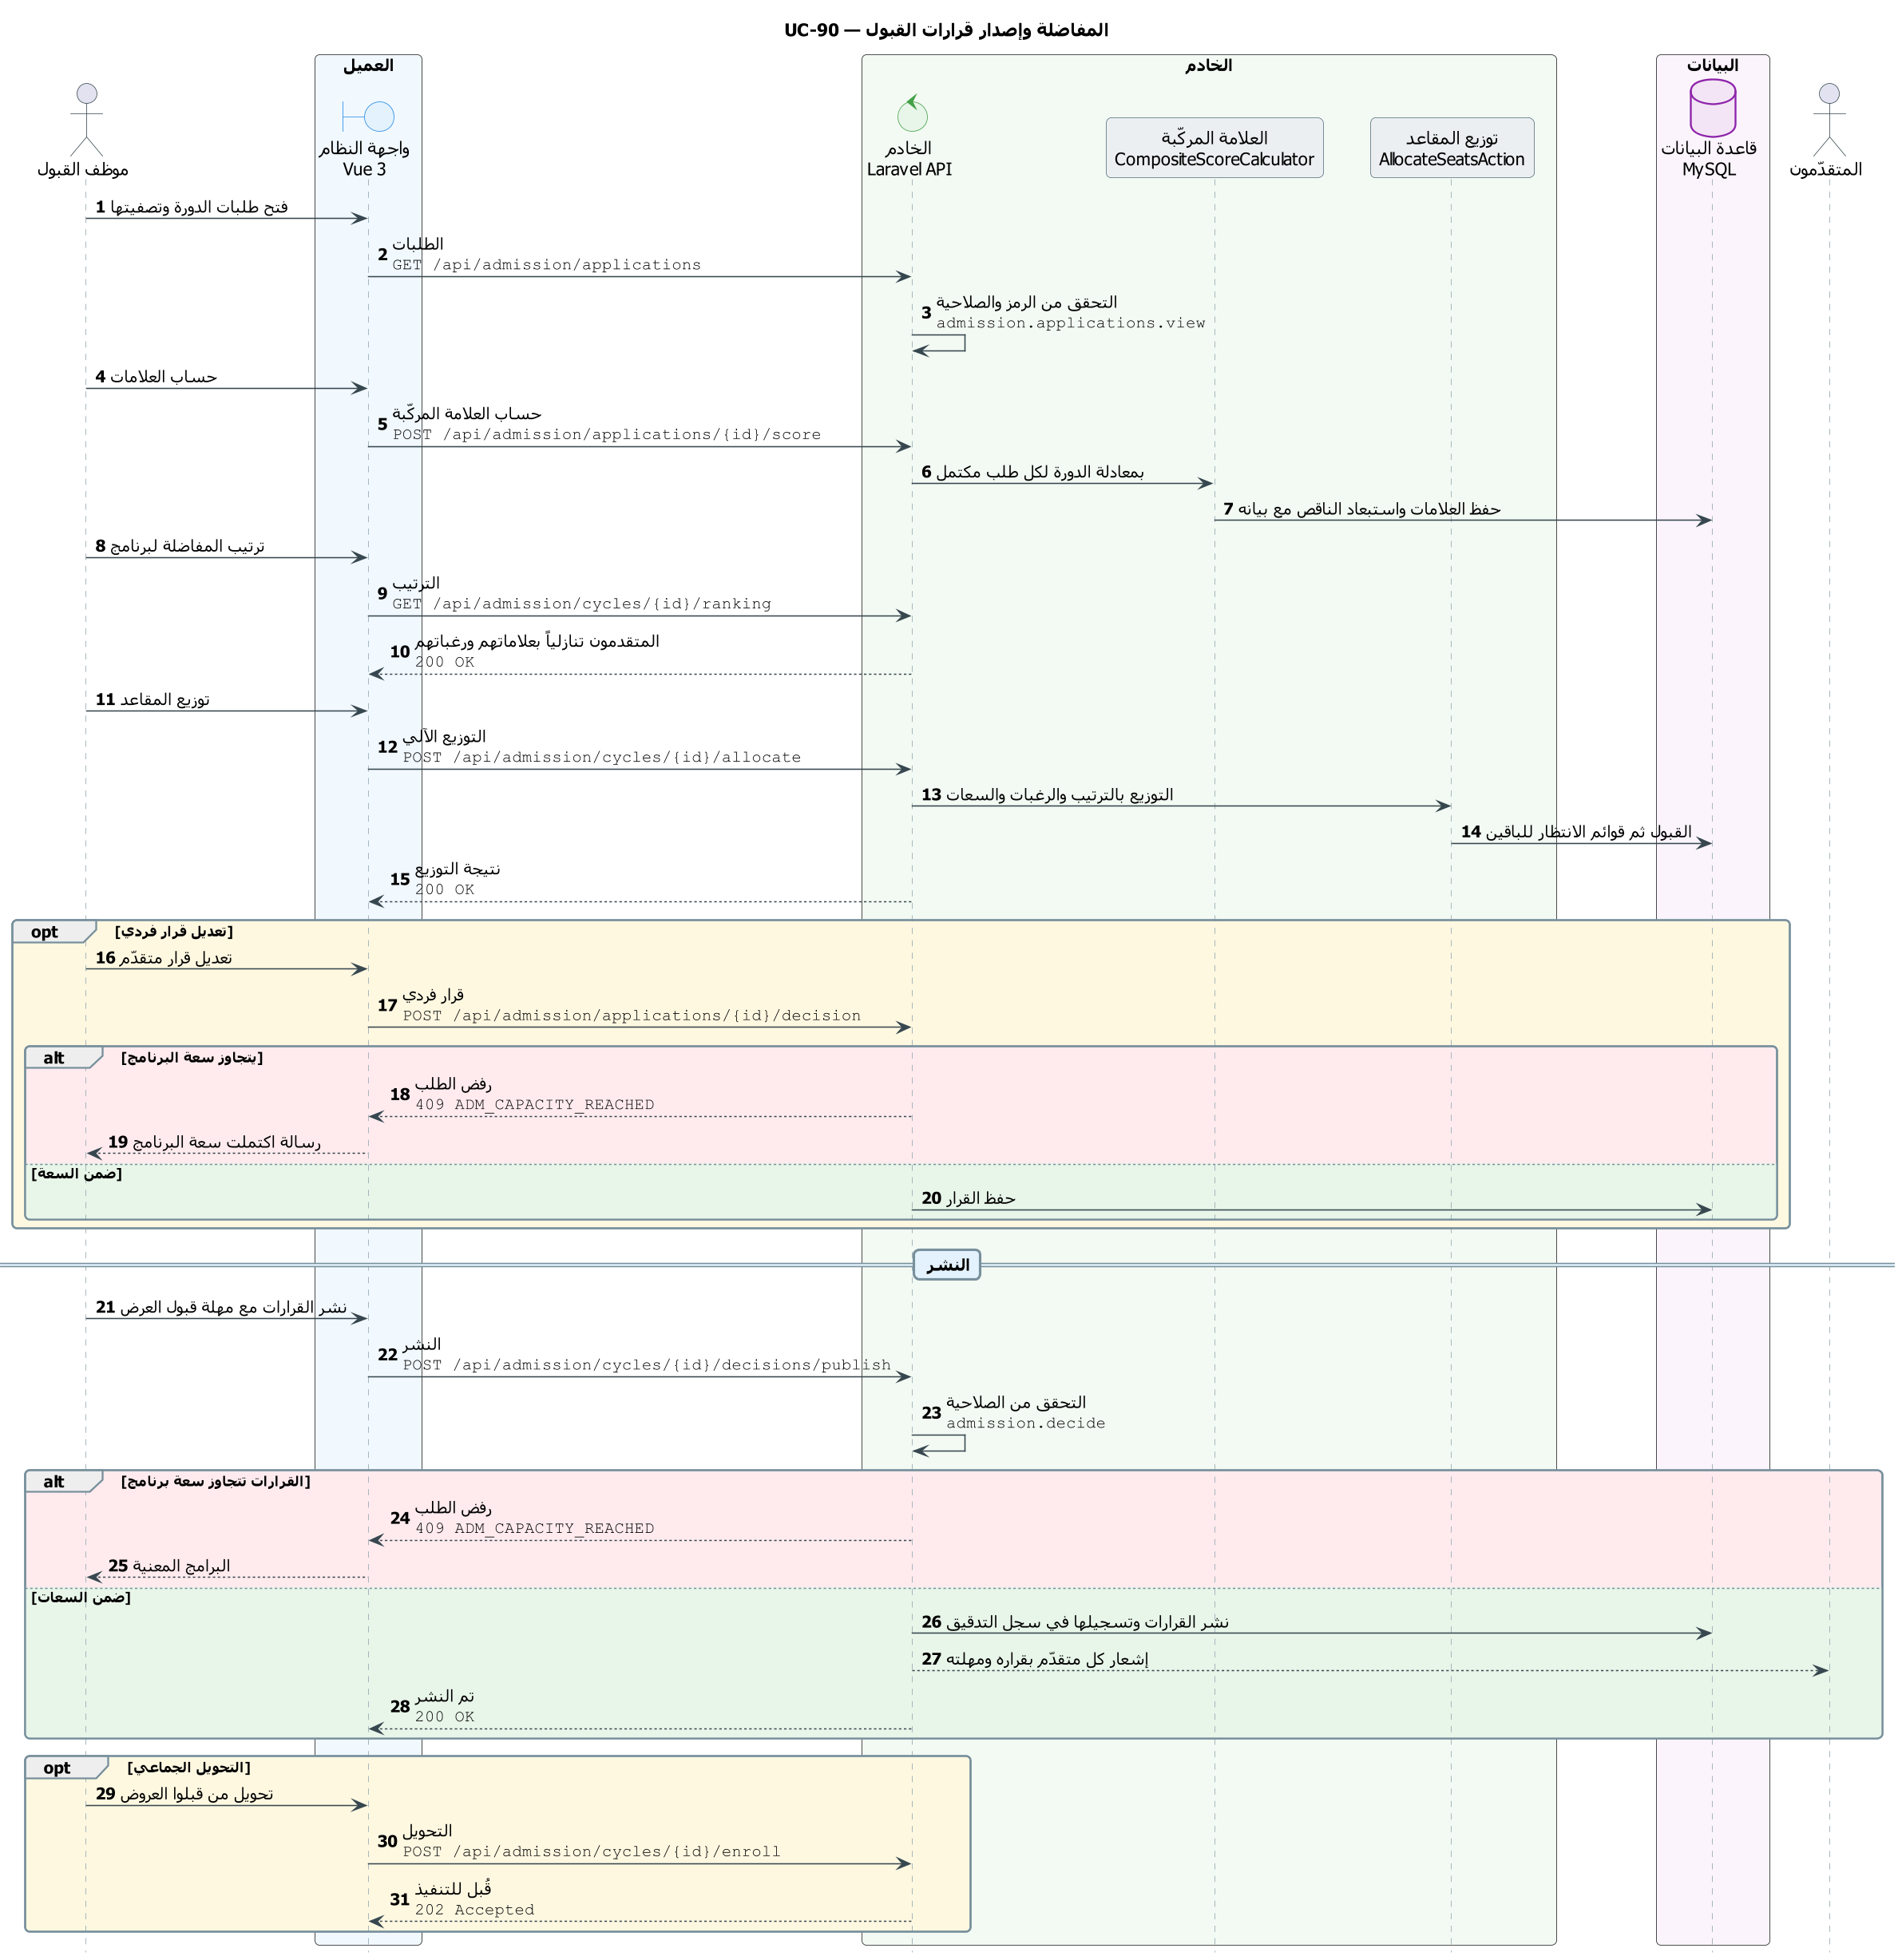 UC-90 — المفاضلة وإصدار قرارات القبول
العميل
الخادم
البيانات
موظف القبول
واجهة النظام
Vue 3
الخادم
Laravel API
العلامة المركّبة
CompositeScoreCalculator
توزيع المقاعد
AllocateSeatsAction
قاعدة البيانات
MySQL
المتقدّمون
1 فتح طلبات الدورة وتصفيتها
2 الطلبات
GET /api/admission/applications
3 التحقق من الرمز والصلاحية
admission.applications.view
4 حساب العلامات
5 حساب العلامة المركّبة
POST /api/admission/applications/{id}/score
6 بمعادلة الدورة لكل طلب مكتمل
7 حفظ العلامات واستبعاد الناقص مع بيانه
8 ترتيب المفاضلة لبرنامج
9 الترتيب
GET /api/admission/cycles/{id}/ranking
10 المتقدمون تنازلياً بعلاماتهم ورغباتهم
200 OK
11 توزيع المقاعد
12 التوزيع الآلي
POST /api/admission/cycles/{id}/allocate
13 التوزيع بالترتيب والرغبات والسعات
14 القبول ثم قوائم الانتظار للباقين
15 نتيجة التوزيع
200 OK
opt [تعديل قرار فردي]
16 تعديل قرار متقدّم
17 قرار فردي
POST /api/admission/applications/{id}/decision
alt [يتجاوز سعة البرنامج]
18 رفض الطلب
409 ADM_CAPACITY_REACHED
19 رسالة اكتملت سعة البرنامج
[ضمن السعة]
20 حفظ القرار
النشر
21 نشر القرارات مع مهلة قبول العرض
22 النشر
POST /api/admission/cycles/{id}/decisions/publish
23 التحقق من الصلاحية
admission.decide
alt [القرارات تتجاوز سعة برنامج]
24 رفض الطلب
409 ADM_CAPACITY_REACHED
25 البرامج المعنية
[ضمن السعات]
26 نشر القرارات وتسجيلها في سجل التدقيق
27 إشعار كل متقدّم بقراره ومهلته
28 تم النشر
200 OK
opt [التحويل الجماعي]
29 تحويل من قبلوا العروض
30 التحويل
POST /api/admission/cycles/{id}/enroll
31 قُبل للتنفيذ
202 Accepted